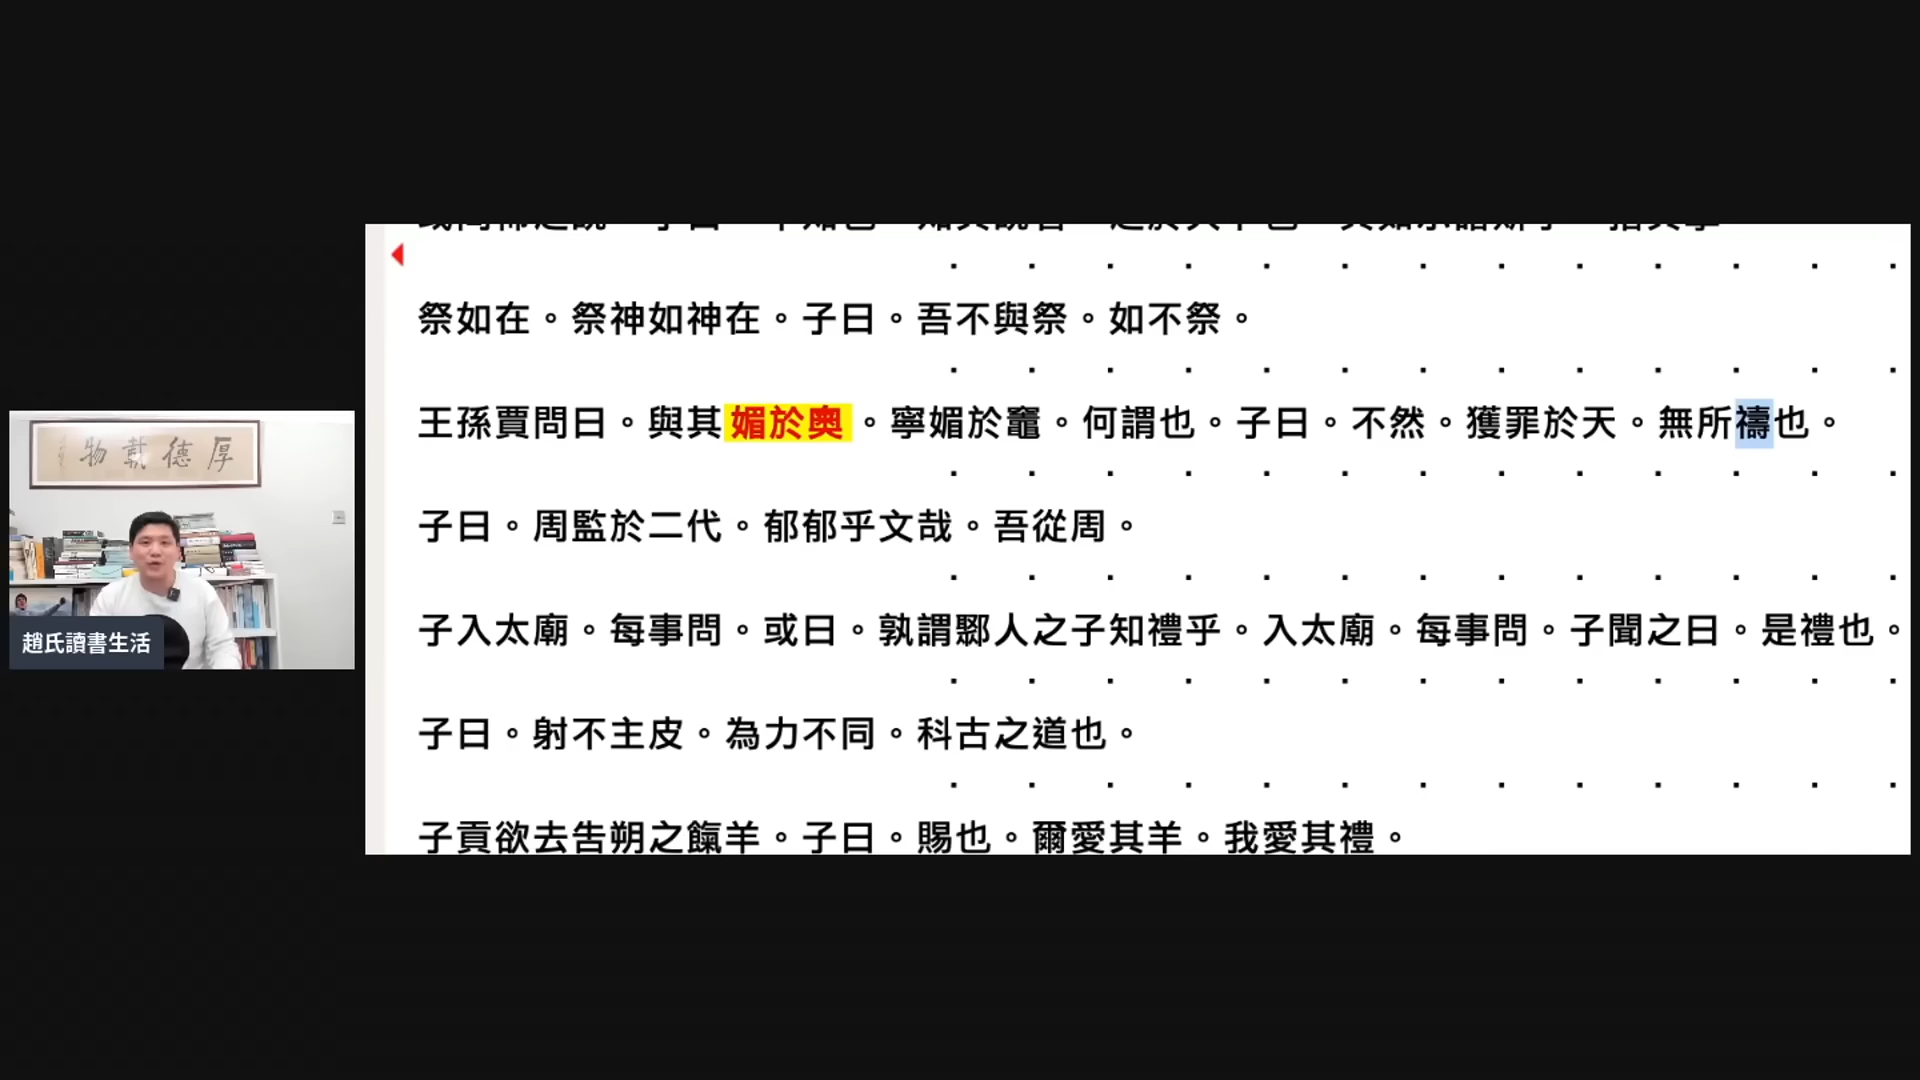 祭如在。祭神如神在。子曰。吾不與祭。如不祭。
王孫賈問曰。與其媚於奧。寧媚於竈。何謂也。子曰。不然。獲罪於天。無所禱也。
子曰。周監於二代。郁郁乎文哉。吾從周。
子入太廟。每事問。或曰。孰謂鄹人之子知禮乎。入太廟。每事問。子聞之曰。是禮也。
子曰。射不主皮。為力不同。科古之道也。
子貢欲去告朔之餼羊。子曰。賜也。爾愛其羊。我愛其禮。
物載德厚
趙氏讀書生活